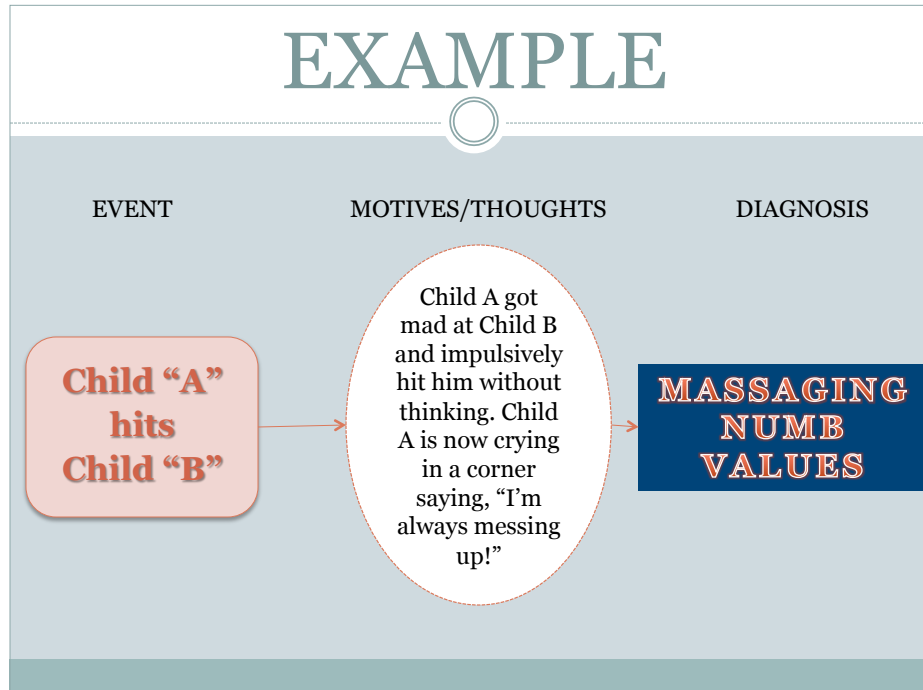 EXAMPLE
EVENT
MOTIVES/THOUGHTS
DIAGNOSIS
Child “A”
hits
Child “B”
Child A got
mad at Child B
and impulsively
hit him without
thinking. Child
A is now crying
in a corner
saying, “I’m
always messing
up!”
MASSAGING
NUMB
VALUES